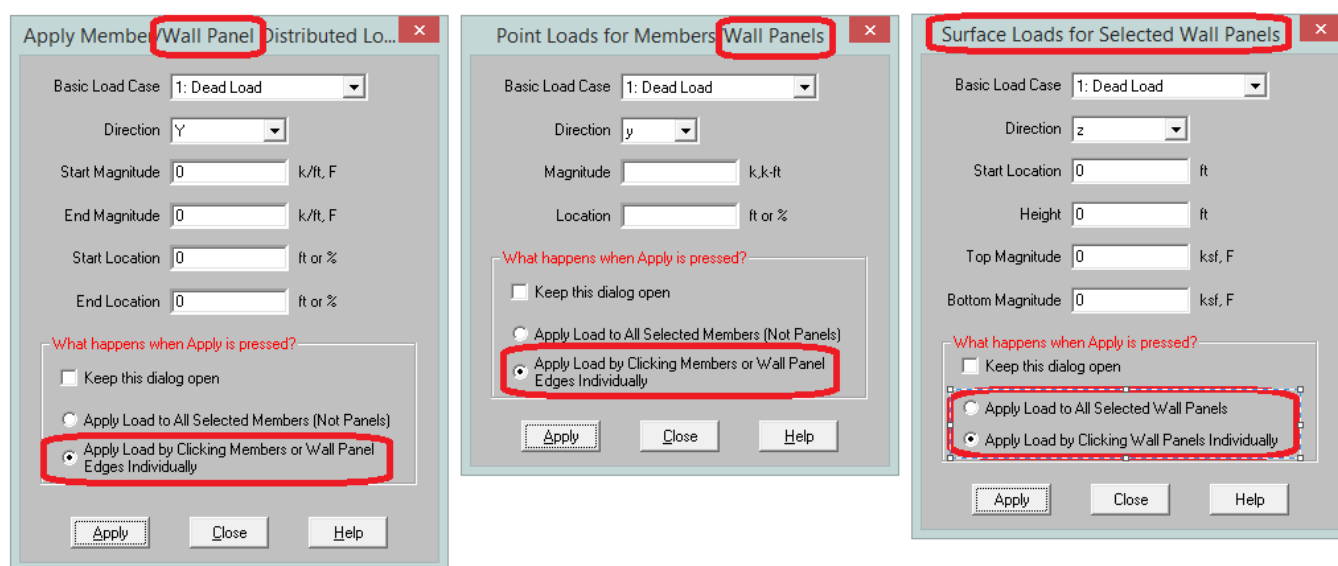 Apply Member/Wall Panel Distributed Lo...
Basic Load Case 1: Dead Load
Direction Y
Start Magnitude 0 k/ft, F
End Magnitude 0 k/ft, F
Start Location 0 ft or %
End Location 0 ft or %
What happens when Apply is pressed?
Keep this dialog open
Apply Load to All Selected Members (Not Panels)
Apply Load by Clicking Members or Wall Panel
Edges Individually
Apply Close Help
Point Loads for Members/Wall Panels
Basic Load Case 1: Dead Load
Direction y
Magnitude k,k-ft
Location ft or %
What happens when Apply is pressed?
Keep this dialog open
Apply Load to All Selected Members (Not Panels)
Apply Load by Clicking Members or Wall Panel
Edges Individually
Apply Close Help
Surface Loads for Selected Wall Panels
Basic Load Case 1: Dead Load
Direction z
Start Location 0 ft
Height 0 ft
Top Magnitude 0 ksf, F
Bottom Magnitude 0 ksf, F
What happens when Apply is pressed?
Keep this dialog open
Apply Load to All Selected Wall Panels
Apply Load by Clicking Wall Panels Individually
Apply Close Help